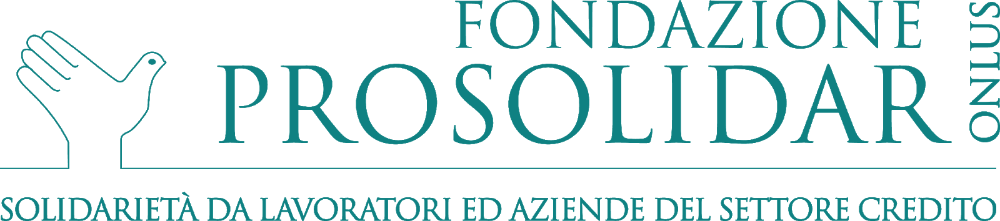 FONDAZIONE
PROSOLIDAR
ONLUS
SOLIDARIETÀ DA LAVORATORI ED AZIENDE DEL SETTORE CREDITO